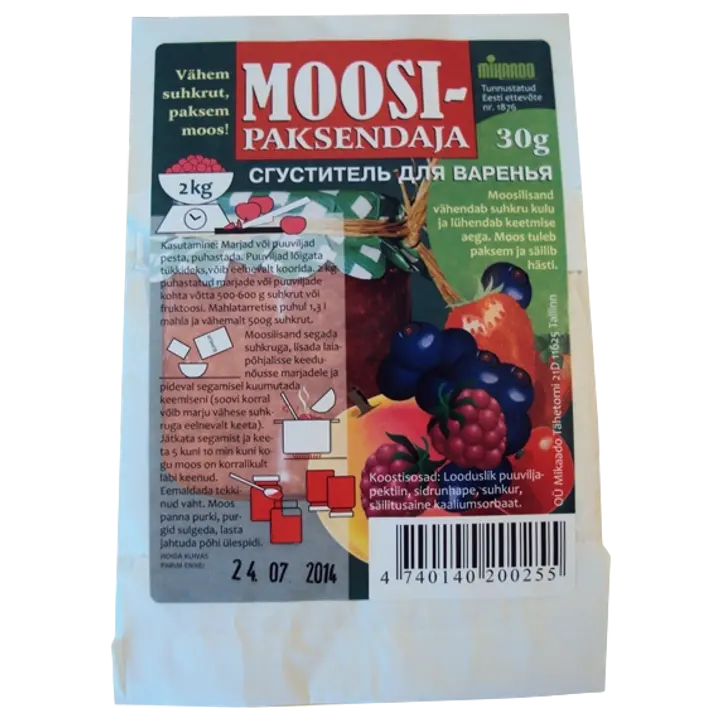 Vähem
suhkrut,
paksem
moos!
MOOSI-
PAKSENDAJA
MIKAADO
Tunnustatud
Eesti ettevõte
nr. 1876
30g
СГУСТИТЕЛЬ ДЛЯ ВАРЕНЬЯ
2kg
Moosilisand
vähendab suhkru kulu
ja lühendab keetmise
aega. Moos tuleb
paksem ja säilib
hästi.
Kasutamine: Marjad või puuviljad
pesta, puhastada. Puuviljad lõigata
tükkideks,võib eelnevalt koorida. 2 kg
puhastatud marjade või puuviljade
kohta võtta 500-600 g suhkrut või
fruktoosi. Mahlatarretise puhul 1,3 l
mahla ja vähemalt 500g suhkrut.
Moosilisand segada
suhkruga, lisada laia-
põhjalisse keedu-
nõusse marjadele ja
pideval segamisel kuumutada
keemiseni (soovi korral
võib marju vähese suhk-
ruga eelnevalt keeta).
Jätkata segamist ja kee-
ta 5 kuni 10 min kuni ko-
gu moos on korralikult
läbi keenud.
Eemaldada tekki-
nud vaht. Moos
panna purki, pur-
gid sulgeda, lasta
jahtuda põhi ülespidi.
HOIDA KUIVAS
PARIM ENNE:
24.07 2014
Koostisosad: Looduslik puuvilja-
pektiin, sidrunhape, suhkur,
säilitusaine kaaliumsorbaat.
OÜ Mikaado Tähetorni 21D 11625 Tallinn
4 740140 200255